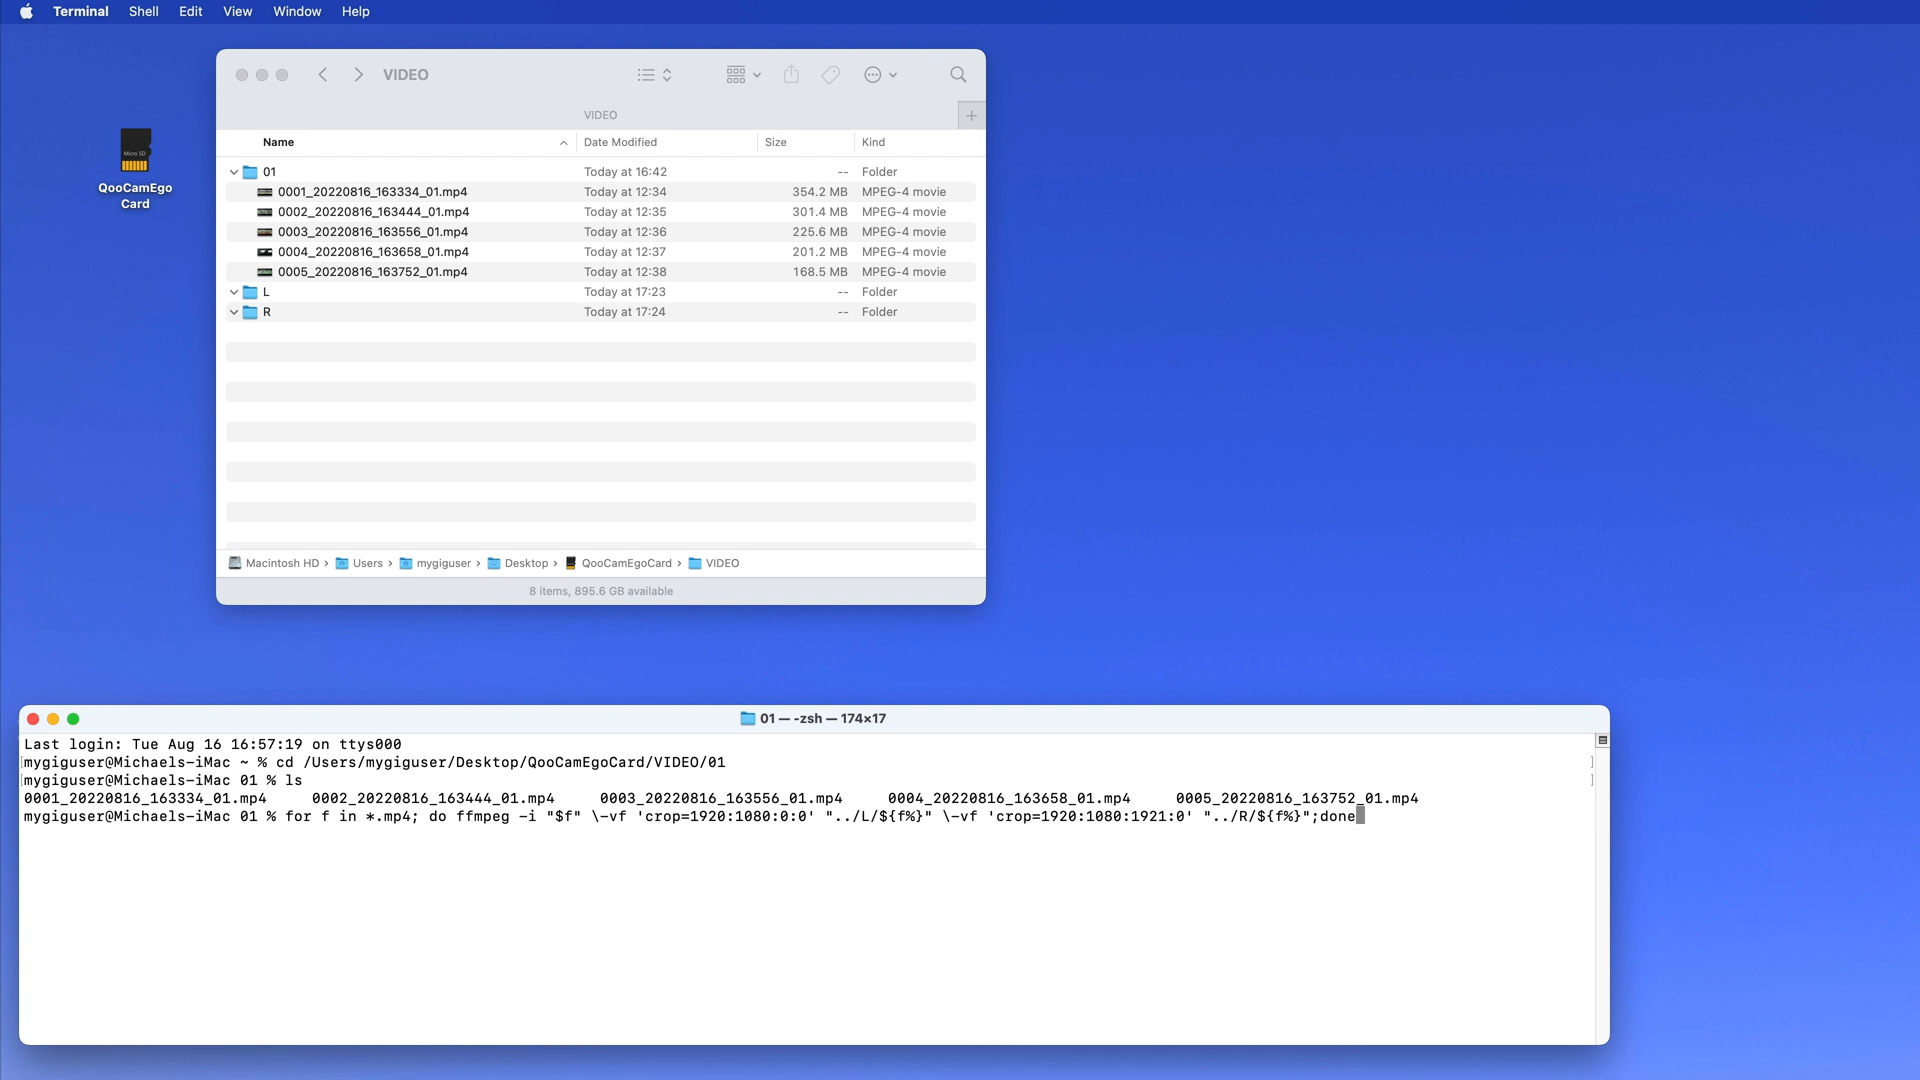 Terminal Shell Edit View Window Help
VIDEO
VIDEO
Name Date Modified Size Kind
01 Today at 16:42 -- Folder
0001_20220816_163334_01.mp4 Today at 12:34 354.2 MB MPEG-4 movie
0002_20220816_163444_01.mp4 Today at 12:35 301.4 MB MPEG-4 movie
0003_20220816_163556_01.mp4 Today at 12:36 225.6 MB MPEG-4 movie
0004_20220816_163658_01.mp4 Today at 12:37 201.2 MB MPEG-4 movie
0005_20220816_163752_01.mp4 Today at 12:38 168.5 MB MPEG-4 movie
L Today at 17:23 -- Folder
R Today at 17:24 -- Folder
Macintosh HD › Users › mygiguser › Desktop › QooCamEgoCard › VIDEO
8 items, 895.6 GB available
Micro SD
QooCamEgo
Card
01 — -zsh — 174×17
Last login: Tue Aug 16 16:57:19 on ttys000
[mygiguser@Michaels-iMac ~ % cd /Users/mygiguser/Desktop/QooCamEgoCard/VIDEO/01 ]
[mygiguser@Michaels-iMac 01 % ls ]
0001_20220816_163334_01.mp4 0002_20220816_163444_01.mp4 0003_20220816_163556_01.mp4 0004_20220816_163658_01.mp4 0005_20220816_163752_01.mp4
mygiguser@Michaels-iMac 01 % for f in *.mp4; do ffmpeg -i "$f" \-vf 'crop=1920:1080:0:0' "../L/${f%}" \-vf 'crop=1920:1080:1921:0' "../R/${f%}";done